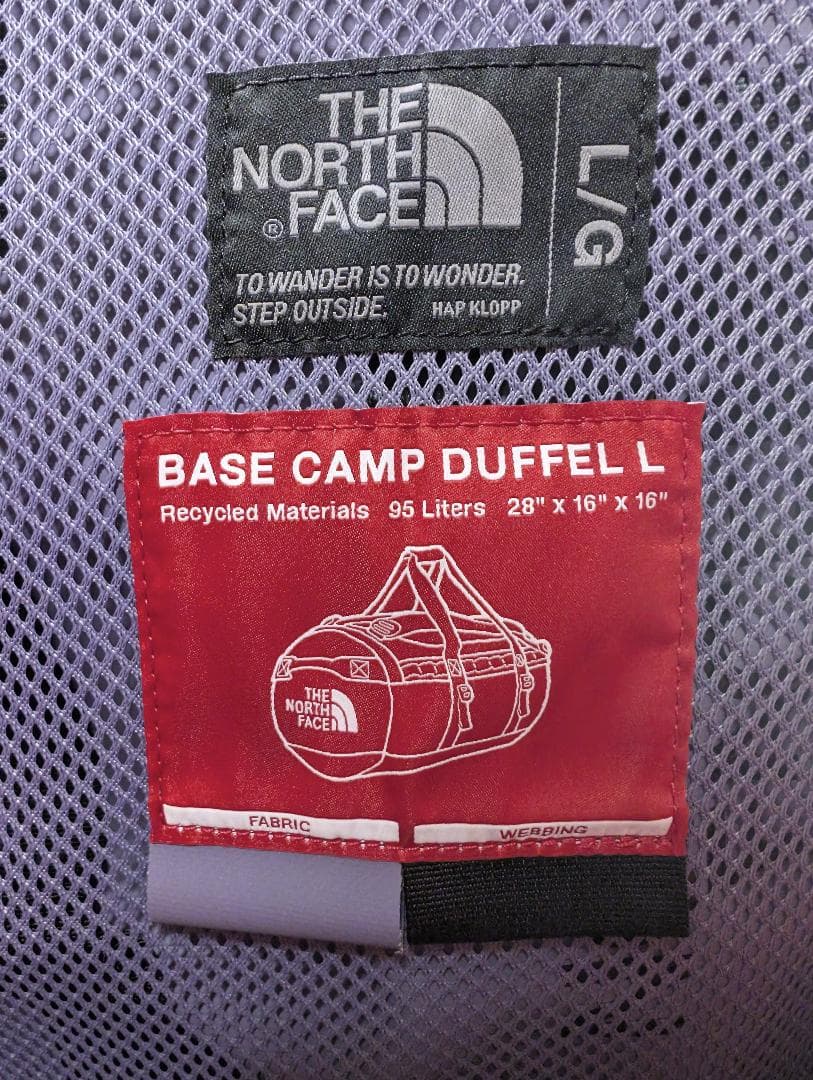 THE
NORTH
® FACE
L/G
TO WANDER IS TO WONDER.
STEP OUTSIDE. HAP KLOPP
BASE CAMP DUFFEL L
Recycled Materials 95 Liters 28" x 16" x 16"
THE
NORTH
FACE
FABRIC WEBBING